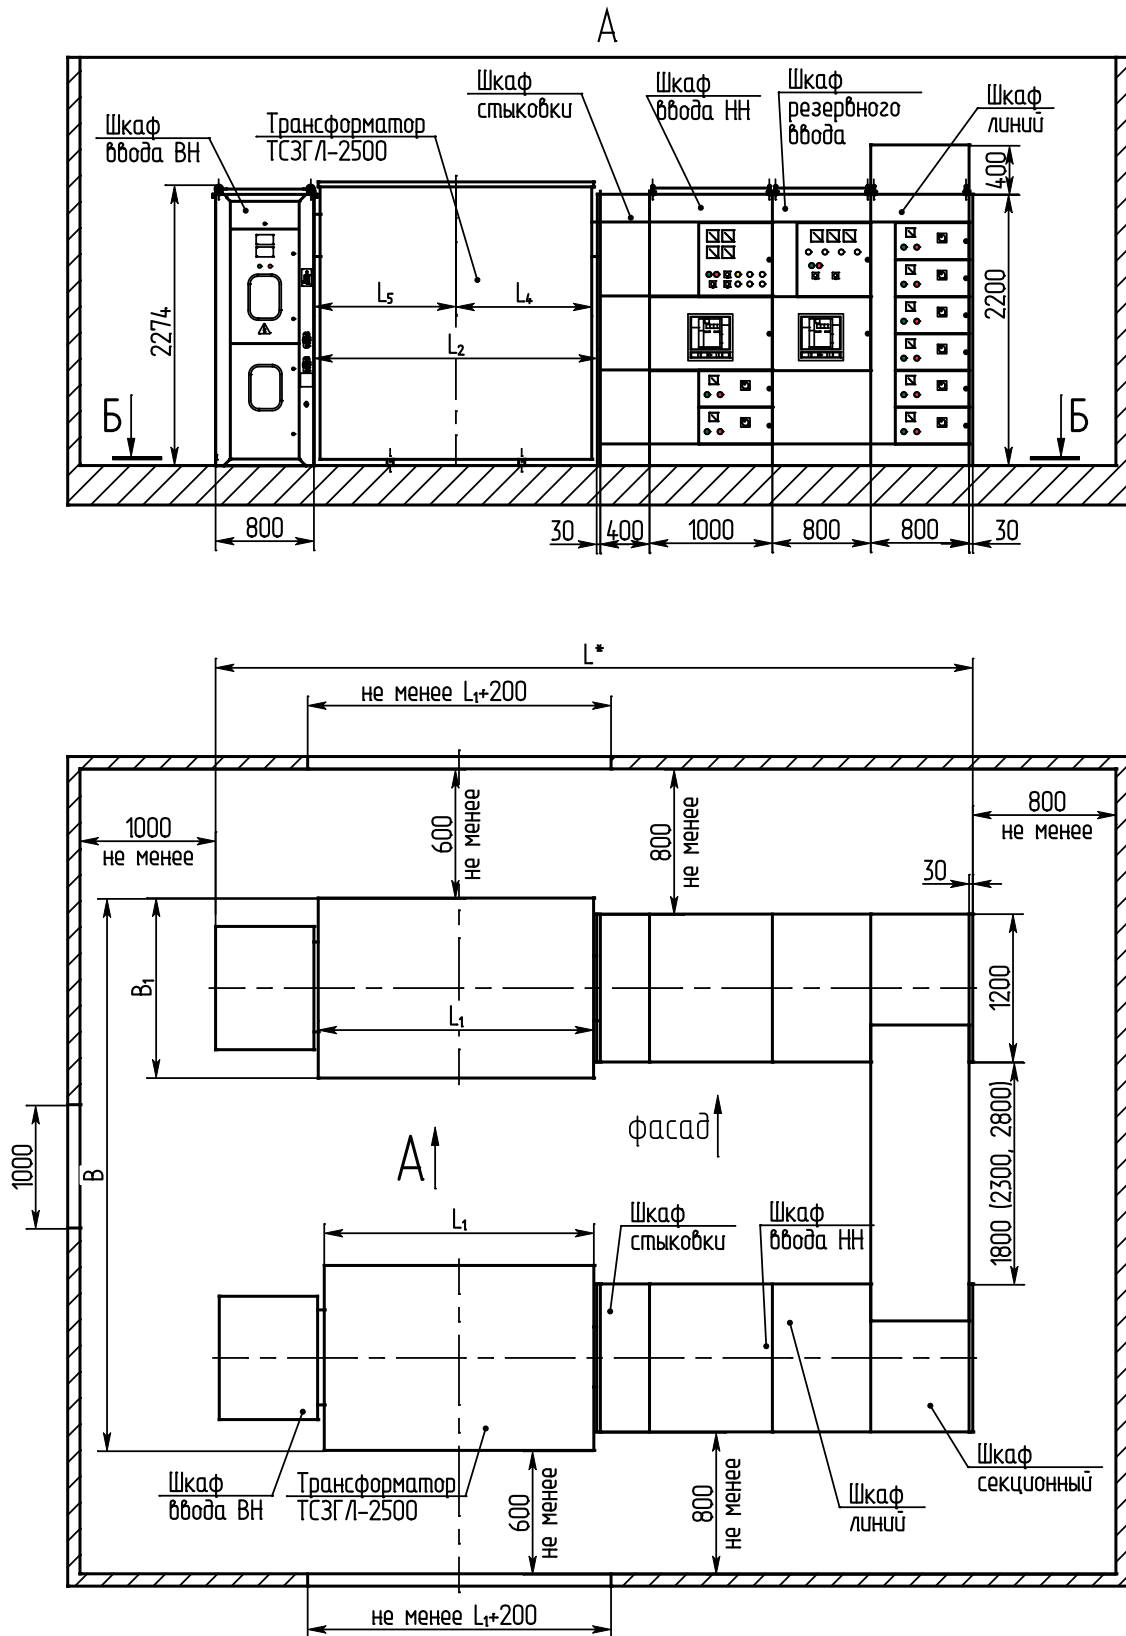 А
Шкаф
ввода ВН
Трансформатор
ТСЗГЛ-2500
Шкаф
стыковки
Шкаф
ввода НН
Шкаф
резервного
ввода
Шкаф
линий
400
2274
2200
L₅
L₄
L₂
Б
Б
800
30
400
1000
800
800
30
L*
не менее L₁+200
1000
не менее
600
не менее
800
не менее
800
не менее
30
В₁
L₁
1200
1000
В
А
фасад
1800 (2300, 2800)
L₁
Шкаф
стыковки
Шкаф
ввода НН
Шкаф
ввода ВН
Трансформатор
ТСЗГЛ-2500
600
не менее
800
не менее
Шкаф
линий
Шкаф
секционный
не менее L₁+200